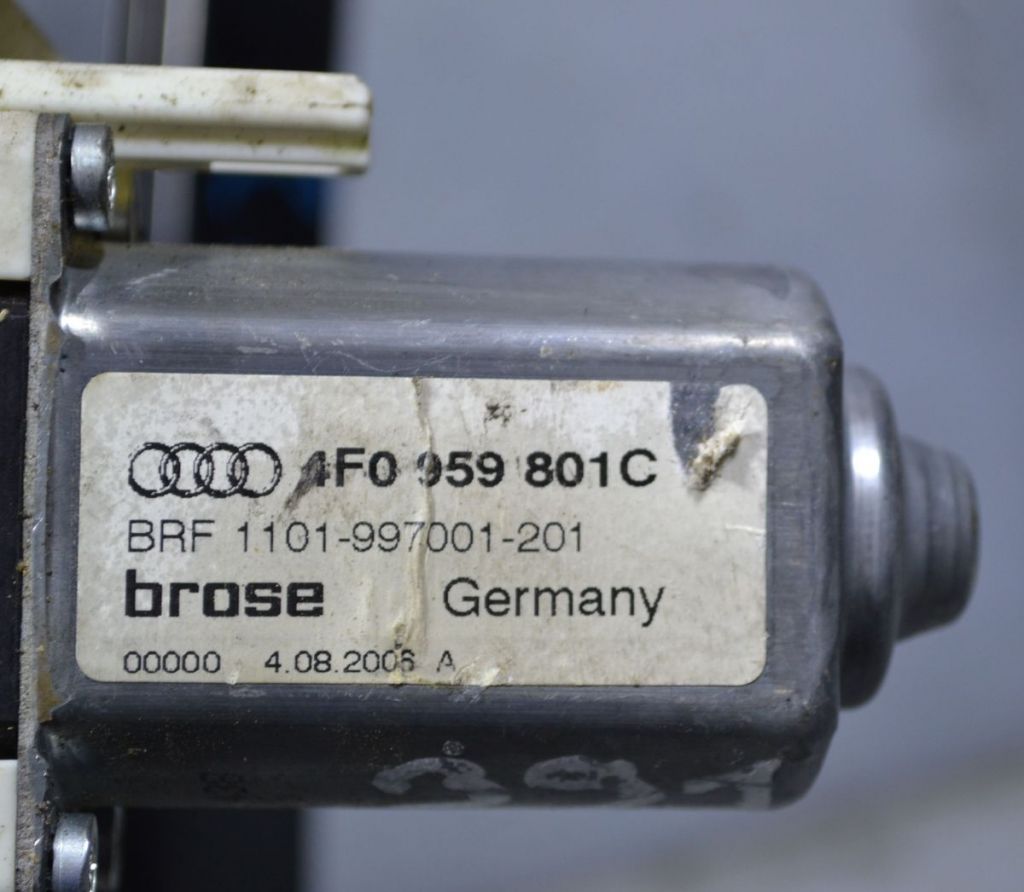 4F0 959 801C
BRF 1101-997001-201
brose Germany
00000 4.08.2006 A